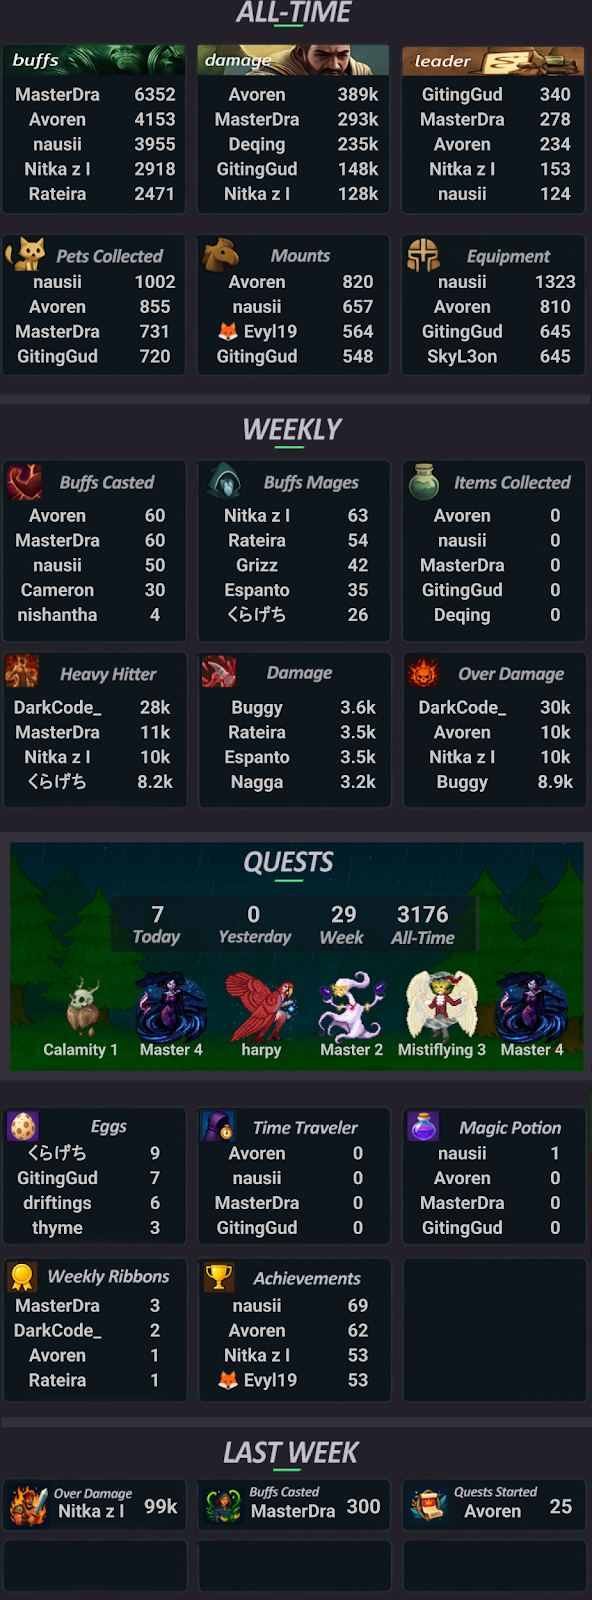 ALL-TIME
buffs
MasterDra 6352
Avoren 4153
nausii 3955
Nitka z l 2918
Rateira 2471
damage
Avoren 389k
MasterDra 293k
Deqing 235k
GitingGud 148k
Nitka z l 128k
leader
GitingGud 340
MasterDra 278
Avoren 234
Nitka z l 153
nausii 124
Pets Collected
nausii 1002
Avoren 855
MasterDra 731
GitingGud 720
Mounts
Avoren 820
nausii 657
🦊 Evyl19 564
GitingGud 548
Equipment
nausii 1323
Avoren 810
GitingGud 645
SkyL3on 645
WEEKLY
Buffs Casted
Avoren 60
MasterDra 60
nausii 50
Cameron 30
nishantha 4
Buffs Mages
Nitka z l 63
Rateira 54
Grizz 42
Espanto 35
くらげち 26
Items Collected
Avoren 0
nausii 0
MasterDra 0
GitingGud 0
Deqing 0
Heavy Hitter
DarkCode_ 28k
MasterDra 11k
Nitka z l 10k
くらげち 8.2k
Damage
Buggy 3.6k
Rateira 3.5k
Espanto 3.5k
Nagga 3.2k
Over Damage
DarkCode_ 30k
Avoren 10k
Nitka z l 10k
Buggy 8.9k
QUESTS
7 0 29 3176
Today Yesterday Week All-Time
Calamity 1 Master 4 harpy Master 2 Mistiflying 3 Master 4
Eggs
くらげち 9
GitingGud 7
driftings 6
thyme 3
Time Traveler
Avoren 0
nausii 0
MasterDra 0
GitingGud 0
Magic Potion
nausii 1
Avoren 0
MasterDra 0
GitingGud 0
Weekly Ribbons
MasterDra 3
DarkCode_ 2
Avoren 1
Rateira 1
Achievements
nausii 69
Avoren 62
Nitka z l 53
🦊 Evyl19 53
LAST WEEK
Over Damage
Nitka z l 99k
Buffs Casted
MasterDra 300
Quests Started
Avoren 25